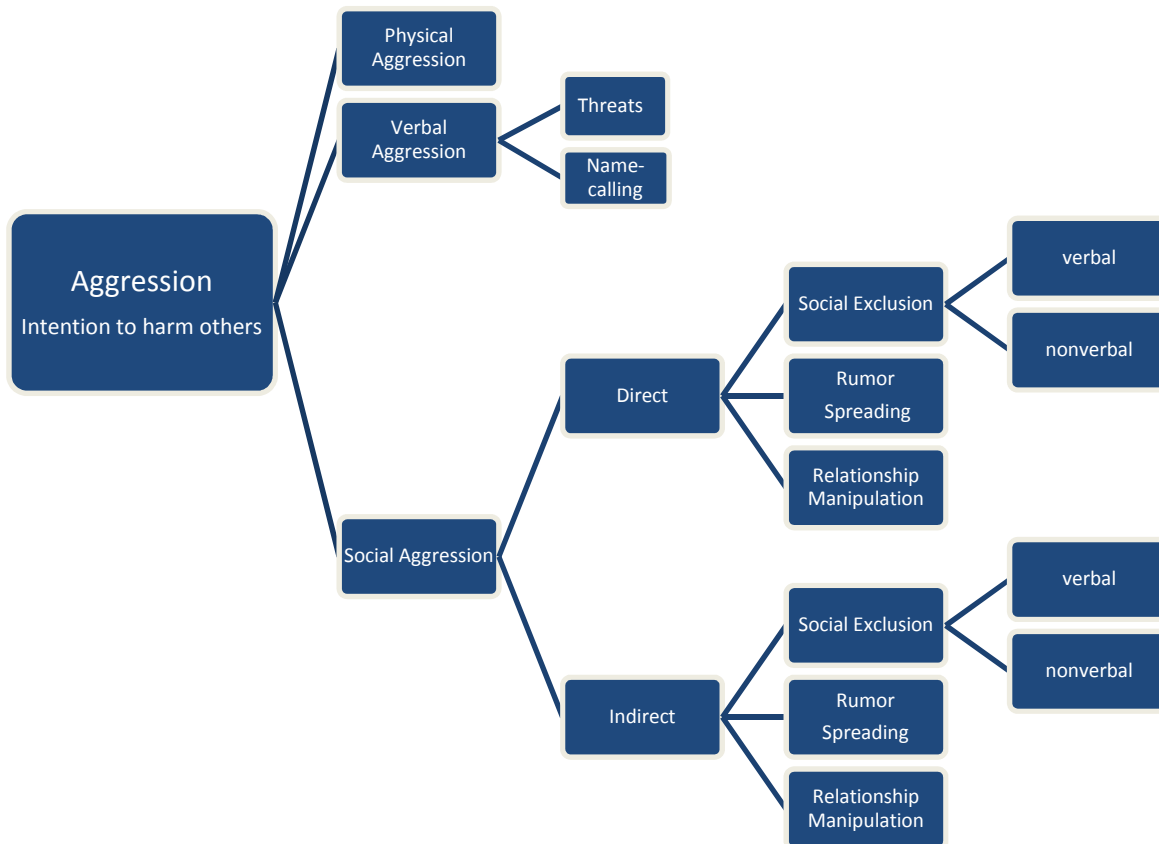 Physical
Aggression
Verbal
Aggression
Threats
Name-
calling
Aggression
Intention to harm others
Social Aggression
Direct
Social Exclusion
verbal
nonverbal
Rumor
Spreading
Relationship
Manipulation
Indirect
Social Exclusion
verbal
nonverbal
Rumor
Spreading
Relationship
Manipulation